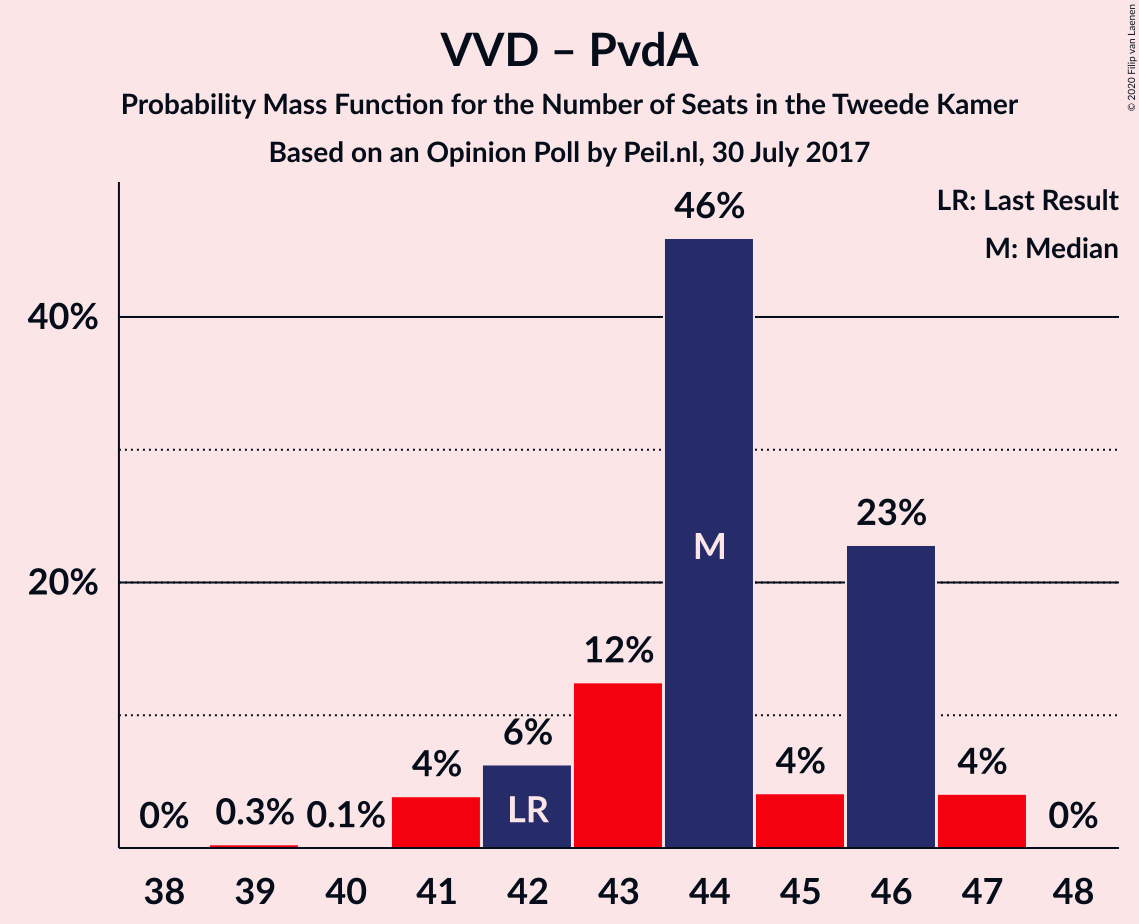 VVD – PvdA
Probability Mass Function for the Number of Seats in the Tweede Kamer
Based on an Opinion Poll by Peil.nl, 30 July 2017
© 2020 Filip van Laenen
LR: Last Result
M: Median
40%
20%
0%
0.3%
0.1%
4%
6%
12%
46%
4%
23%
4%
0%
LR
M
38 39 40 41 42 43 44 45 46 47 48